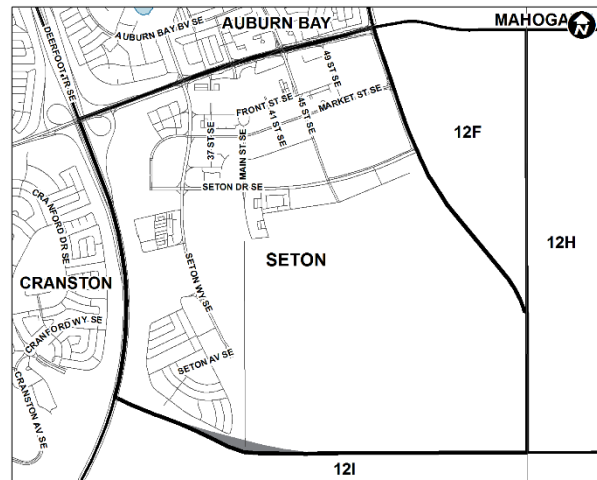 AUBURN BAY
MAHOGA
N
DEERFOOT TR SE
AUBURN BAY BV SE
49 ST SE
FRONT ST SE
MARKET ST SE
45 ST SE
41 ST SE
37 ST SE
MAIN ST SE
12F
SETON DR SE
CRANFORD DR SE
12H
SETON
SETON WY SE
CRANSTON
CRANFORD WY SE
SETON AV SE
CRANSTON AV SE
12I